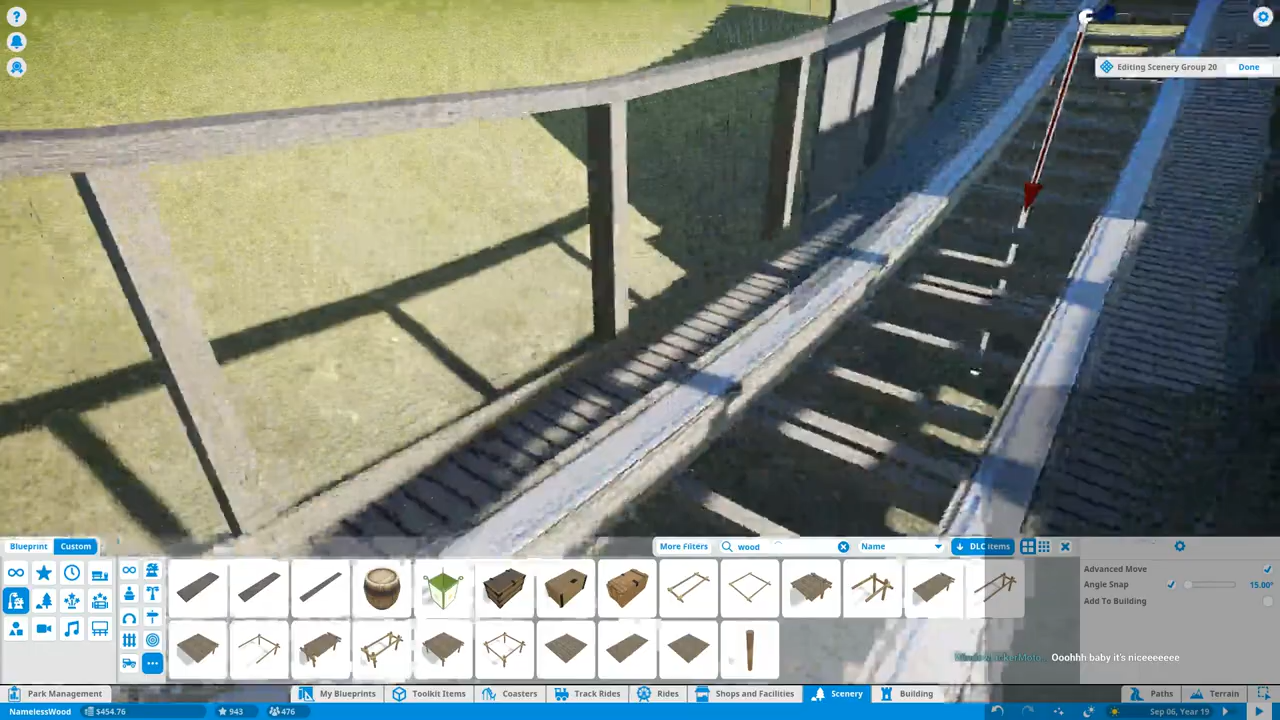 ?
Editing Scenery Group 20 Done
Blueprint Custom More Filters wood Name DLC Items
Advanced Move
Angle Snap 15.00°
Add To Building
Ooohhh baby it's niceeeeeee
Park Management My Blueprints Toolkit Items Coasters Track Rides Rides Shops and Facilities Scenery Building Paths Terrain
NamelessWood $454.76 943 476 Sep 06, Year 19